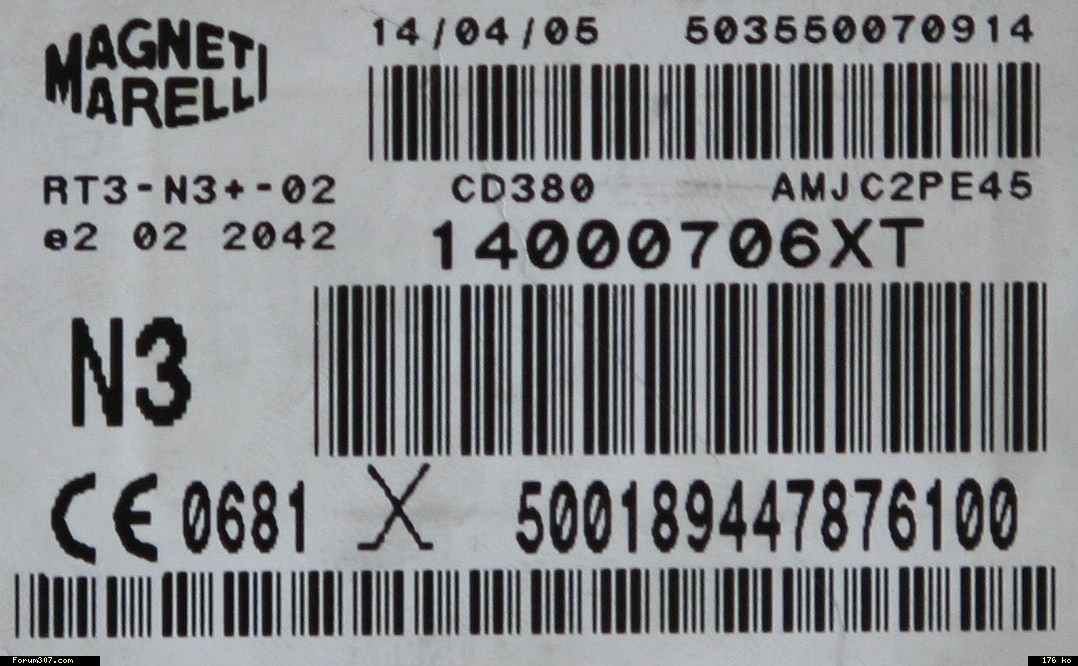 MAGNETI
MARELLI
14/04/05 503550070914
RT3-N3+-02 CD380 AMJC2PE45
e2 02 2042 14000706XT
N3
CE 0681 X 500189447876100
Forum307.com 176 ko